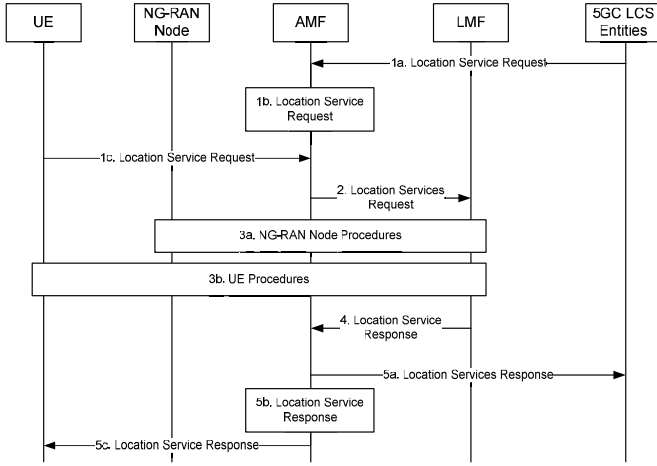 UE
NG-RAN
Node
AMF
LMF
5GC LCS
Entities
1a. Location Service Request
1b. Location Service
Request
1c. Location Service Request
2. Location Services
Request
3a. NG-RAN Node Procedures
3b. UE Procedures
4. Location Service
Response
5a. Location Services Response
5b. Location Service
Response
5c. Location Service Response